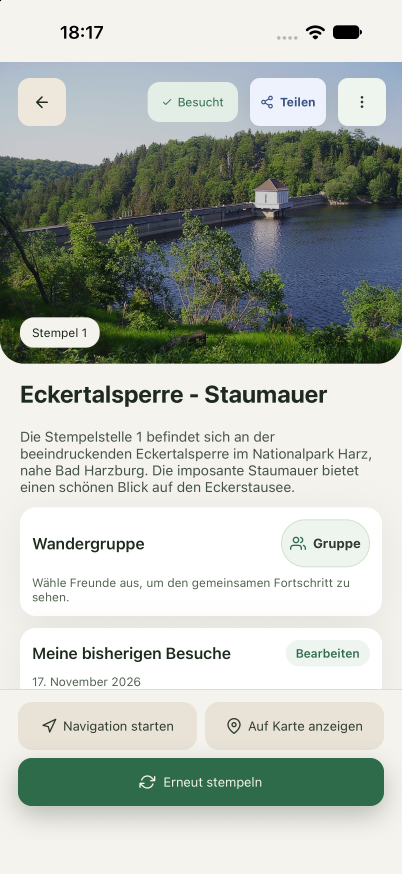 18:17
Besucht
Teilen
Stempel 1
Eckertalsperre - Staumauer
Die Stempelstelle 1 befindet sich an der
beeindruckenden Eckertalsperre im Nationalpark Harz,
nahe Bad Harzburg. Die imposante Staumauer bietet
einen schönen Blick auf den Eckerstausee.
Wandergruppe
Gruppe
Wähle Freunde aus, um den gemeinsamen Fortschritt zu
sehen.
Meine bisherigen Besuche
Bearbeiten
17. November 2026
Navigation starten
Auf Karte anzeigen
Erneut stempeln